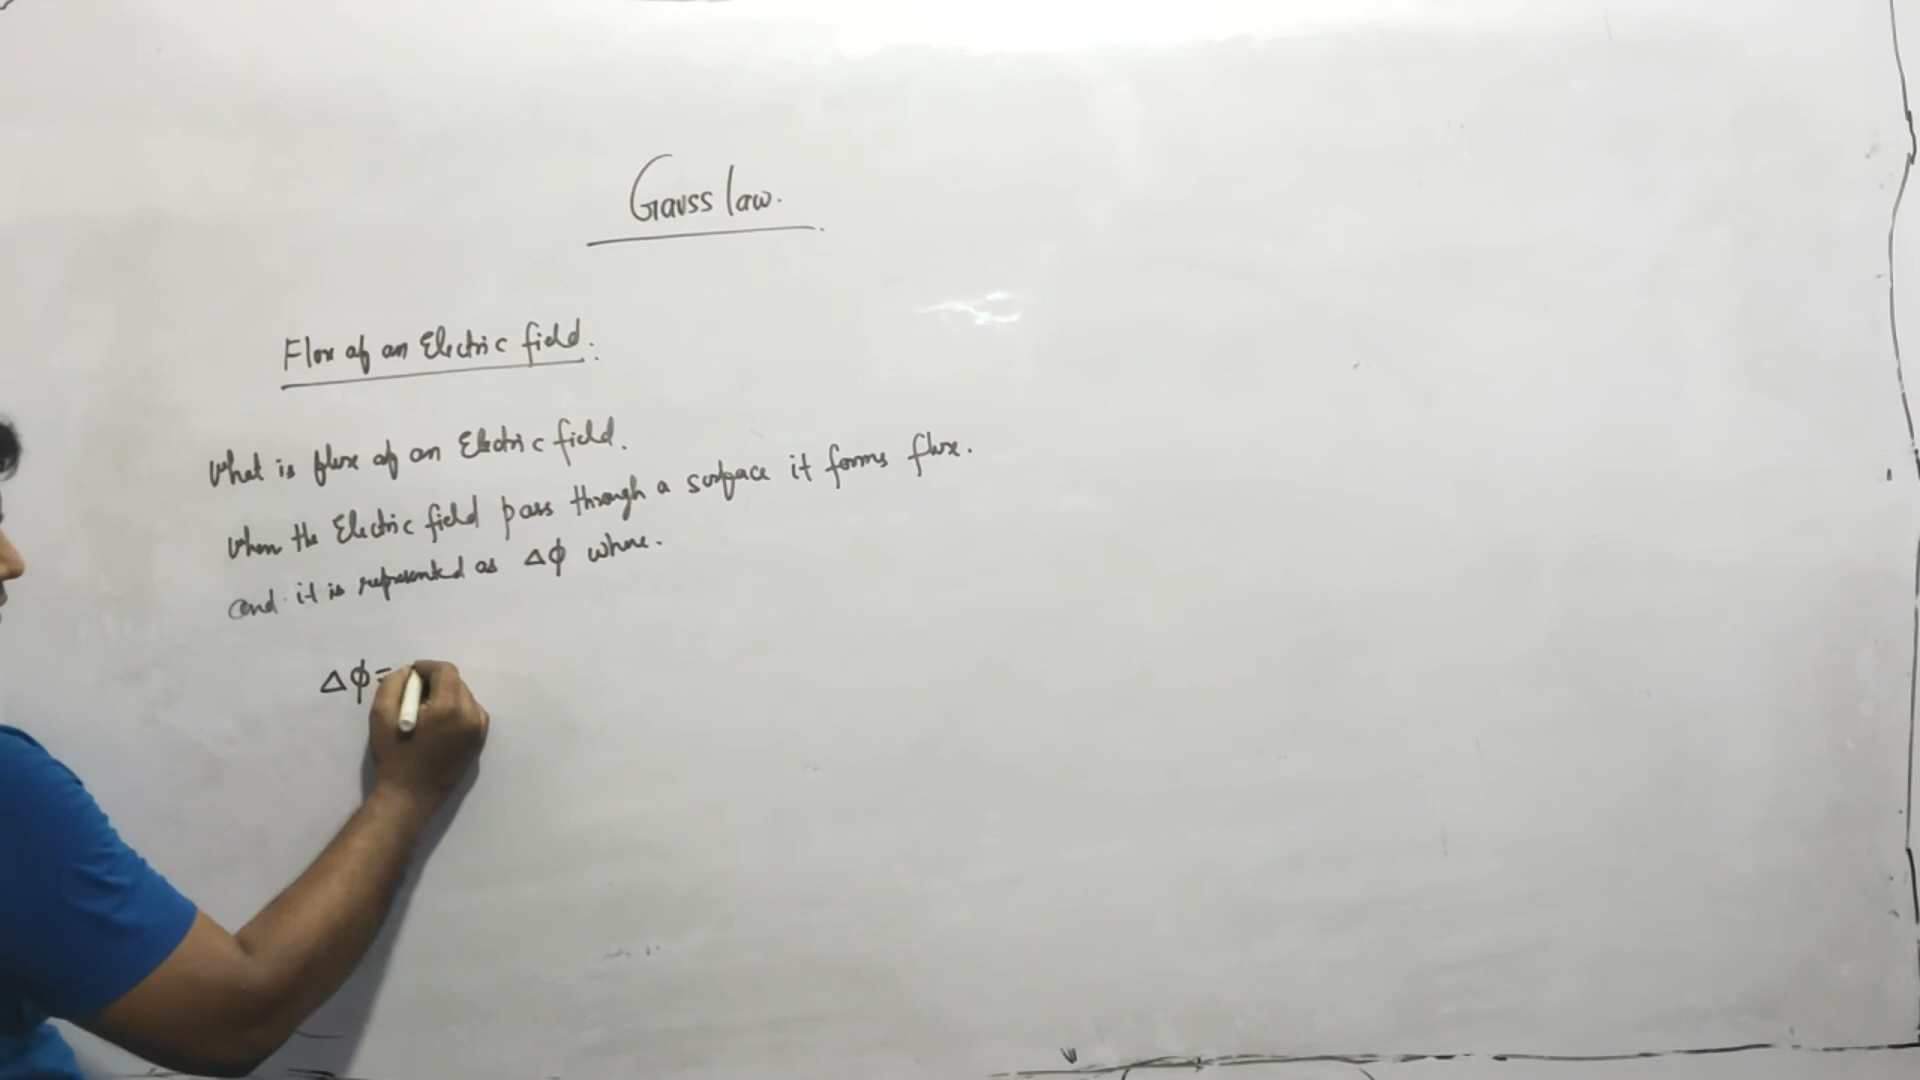 Gauss law.
Flux of an Electric field.
What is flux of an Electric field.
When the Electric field pass through a surface it forms flux.
and it is represented as Δϕ where.
Δϕ=